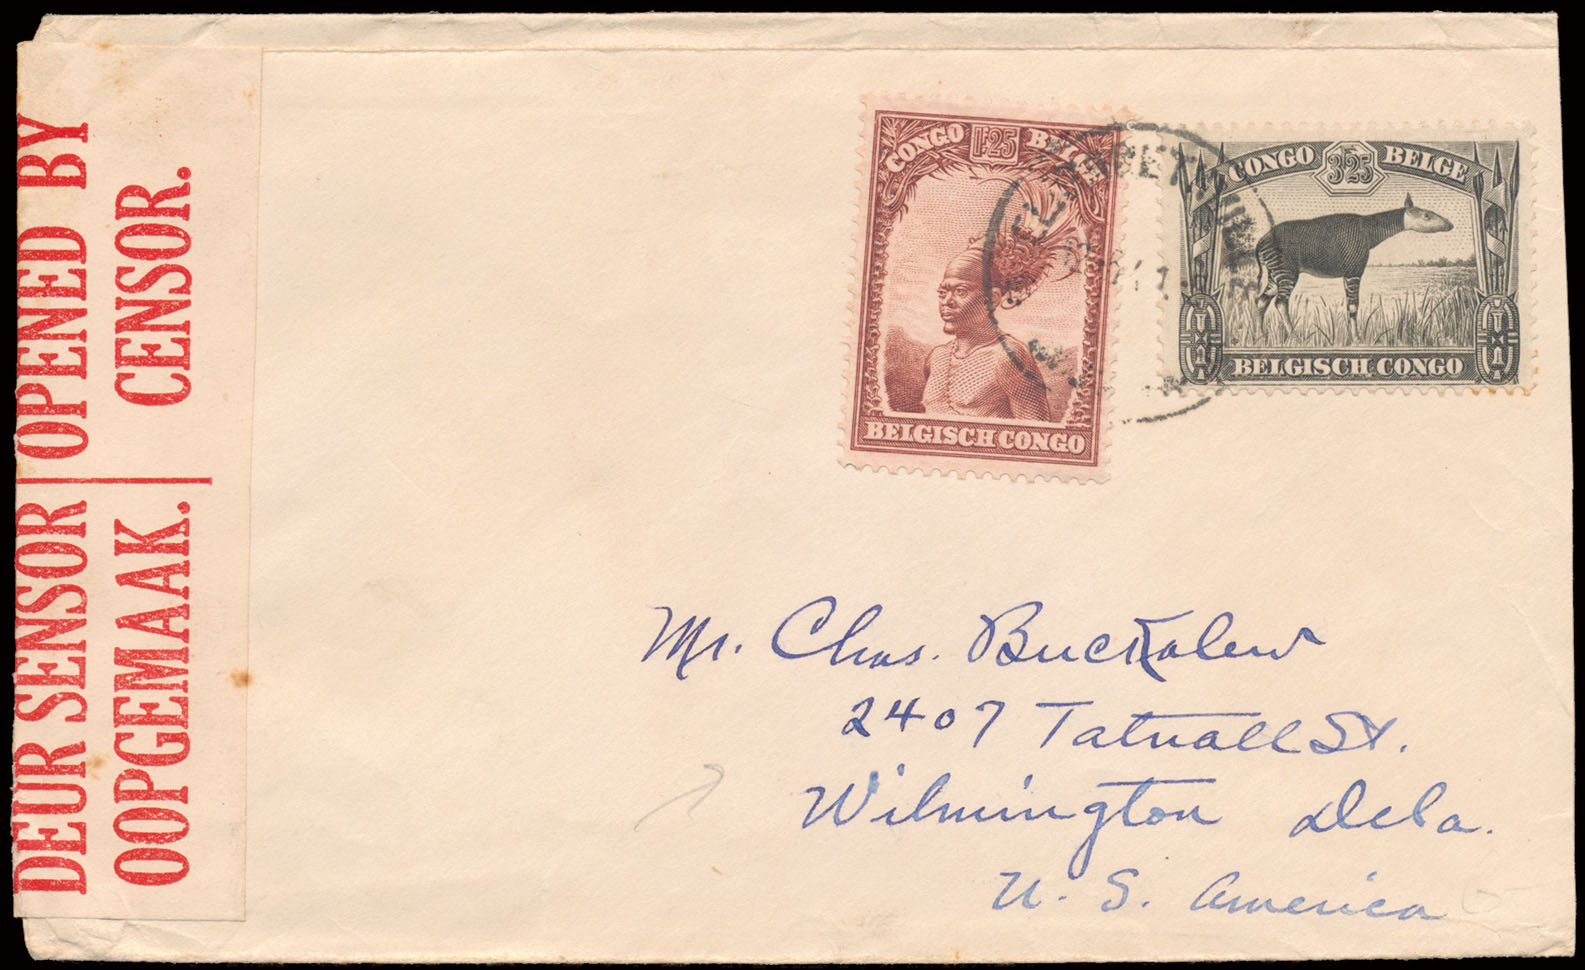 OPENED BY
CENSOR.
DEUR SENSOR
OOPGEMAAK.
CONGO 1F25 BELGE
BELGISCH CONGO
CONGO 3F25 BELGE
BELGISCH CONGO
Mr. Chas. Buckalew
2407 Tatnall St.
Wilmington Dela.
U. S. America